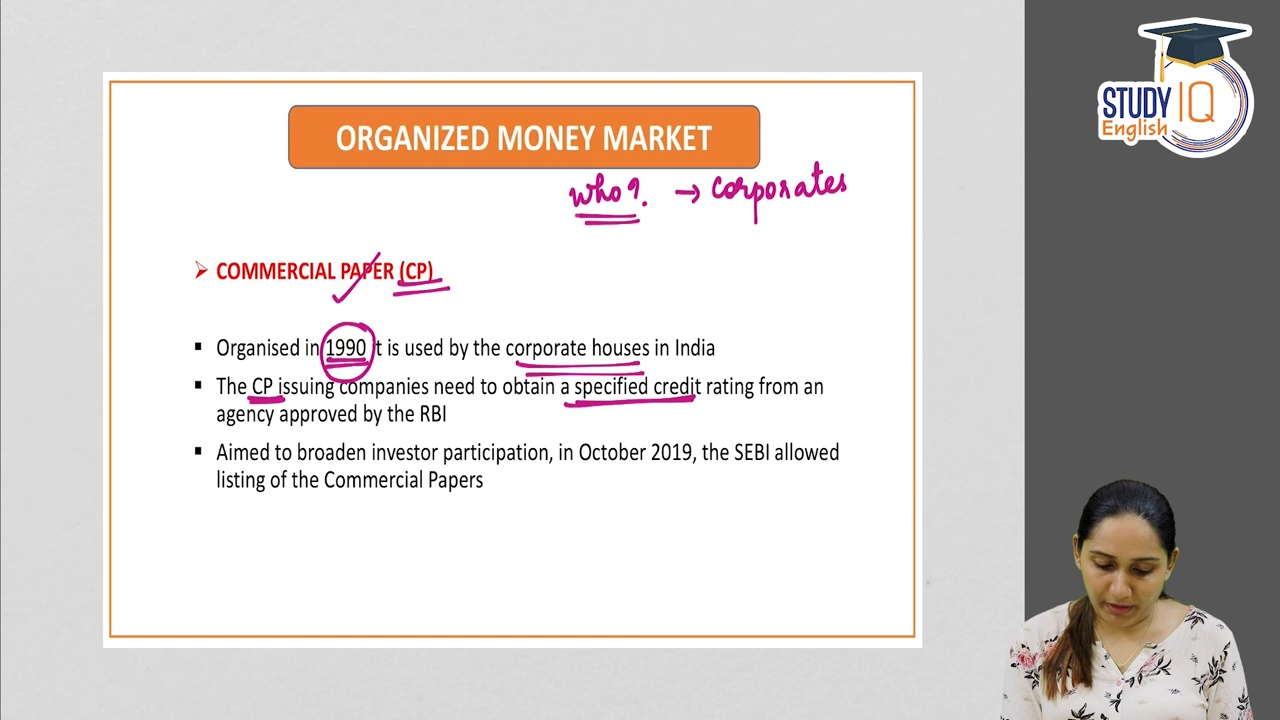 ORGANIZED MONEY MARKET
who? → corporates
➢ COMMERCIAL PAPER (CP)
▪ Organised in 1990 it is used by the corporate houses in India
▪ The CP issuing companies need to obtain a specified credit rating from an
agency approved by the RBI
▪ Aimed to broaden investor participation, in October 2019, the SEBI allowed
listing of the Commercial Papers
STUDY IQ
English